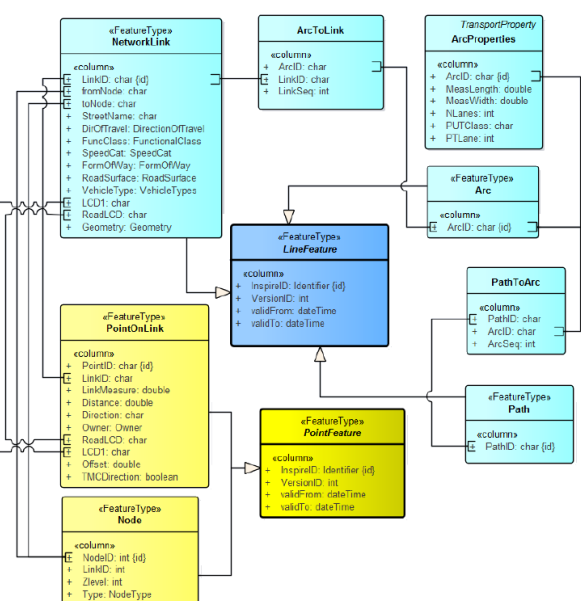 «FeatureType»
NetworkLink
«column»
+ LinkID: char {id}
+ fromNode: char
+ toNode: char
+ StreetName: char
+ DirOfTravel: DirectionOfTravel
+ FuncClass: FunctionalClass
+ SpeedCat: SpeedCat
+ FormOfWay: FormOfWay
+ RoadSurface: RoadSurface
+ VehicleType: VehicleTypes
+ LCD1: char
+ RoadLCD: char
+ Geometry: Geometry
ArcToLink
«column»
+ ArcID: char
+ LinkID: char
+ LinkSeq: int
TransportProperty
ArcProperties
«column»
+ ArcID: char {id}
+ MeasLength: double
+ MeasWidth: double
+ NLanes: int
+ PUTClass: char
+ PTLane: int
«FeatureType»
Arc
«column»
+ ArcID: char {id}
«FeatureType»
LineFeature
«column»
+ InspireID: Identifier {id}
+ VersionID: int
+ validFrom: dateTime
+ validTo: dateTime
PathToArc
«column»
+ PathID: char
+ ArcID: char
+ ArcSeq: int
«FeatureType»
PointOnLink
«column»
+ PointID: char {id}
+ LinkID: char
+ LinkMeasure: double
+ Distance: double
+ Direction: char
+ Owner: Owner
+ RoadLCD: char
+ LCD1: char
+ Offset: double
+ TMCDirection: boolean
«FeatureType»
Path
«column»
+ PathID: char {id}
«FeatureType»
PointFeature
«column»
+ InspireID: Identifier {id}
+ VersionID: int
+ validFrom: dateTime
+ validTo: dateTime
«FeatureType»
Node
«column»
+ NodeID: int {id}
+ LinkID: int
+ Zlevel: int
+ Type: NodeType